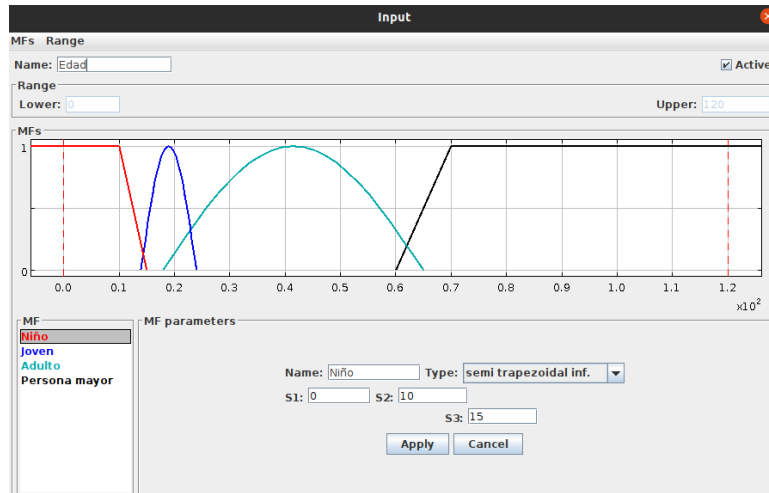 Input
MFs Range
Name: Edad
Active
Range
Lower: 0
Upper: 120
MFs
1
0
0.0 0.1 0.2 0.3 0.4 0.5 0.6 0.7 0.8 0.9 1.0 1.1 1.2
x10²
MF
Niño
Joven
Adulto
Persona mayor
MF parameters
Name: Niño Type: semi trapezoidal inf.
S1: 0 S2: 10
S3: 15
Apply Cancel